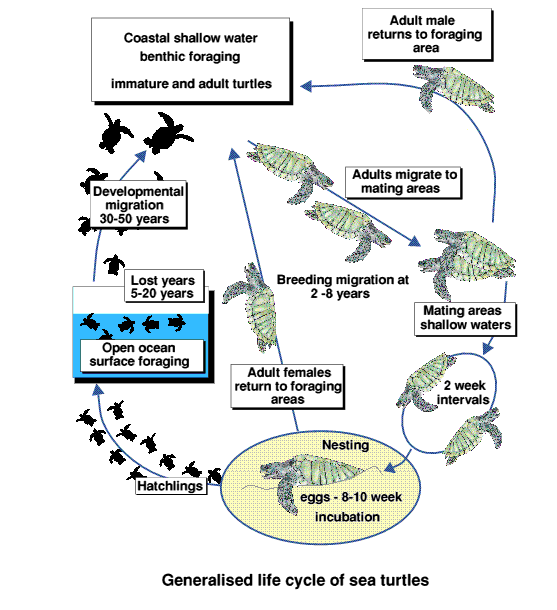 Coastal shallow water
benthic foraging
immature and adult turtles
Adult male
returns to foraging
area
Adults migrate to
mating areas
Developmental
migration
30-50 years
Breeding migration at
2 -8 years
Lost years
5-20 years
Mating areas
shallow waters
Open ocean
surface foraging
Adult females
return to foraging
areas
2 week
intervals
Nesting
Hatchlings
eggs - 8-10 week
incubation
Generalised life cycle of sea turtles